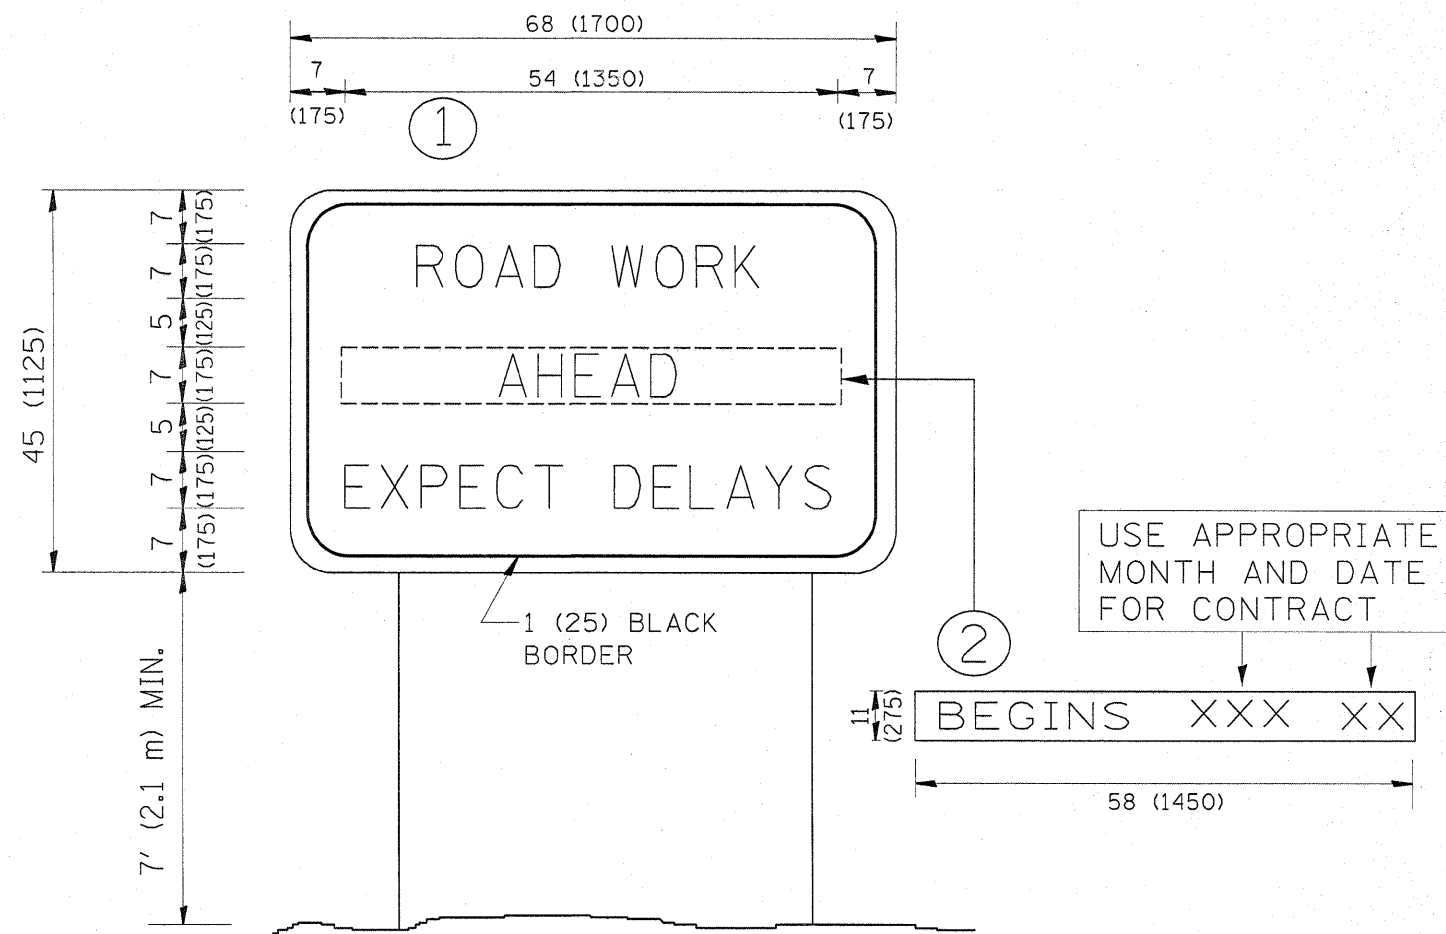 68 (1700)
7
54 (1350)
7
(175)
(175)
1
45 (1125)
7 (175)
7 (175)
5 (125)
7 (175)
5 (125)
7 (175)
7 (175)
ROAD WORK
AHEAD
EXPECT DELAYS
1 (25) BLACK
BORDER
7' (2.1 m) MIN.
2
USE APPROPRIATE
MONTH AND DATE
FOR CONTRACT
11
(275)
BEGINS XXX XX
58 (1450)